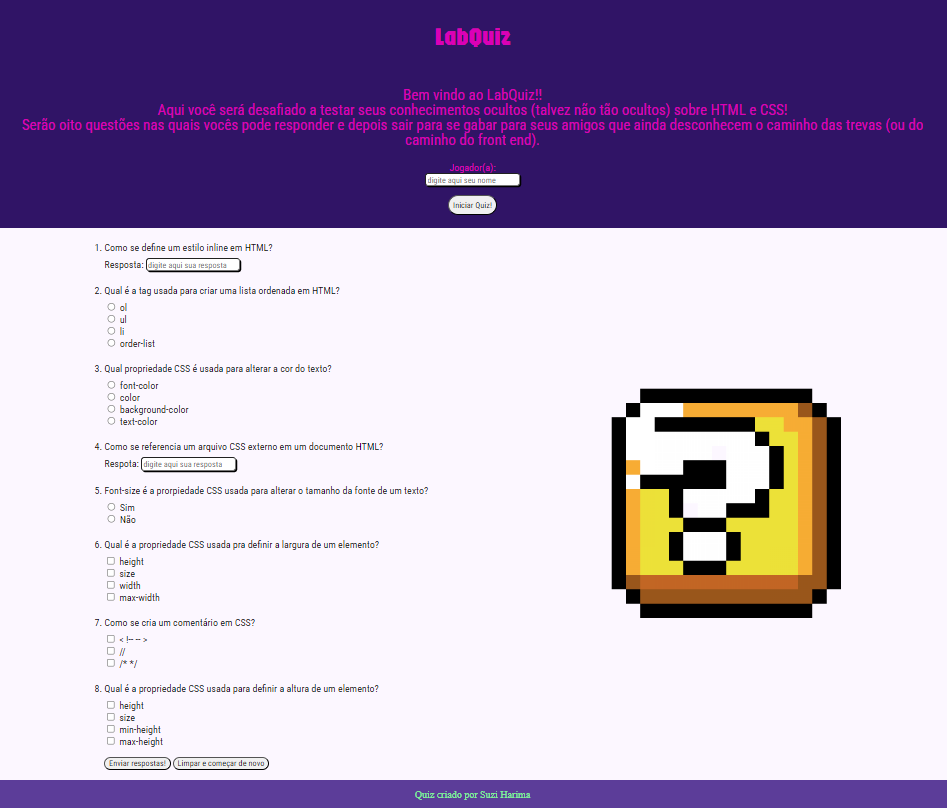 LabQuiz
Bem vindo ao LabQuiz!!
Aqui você será desafiado a testar seus conhecimentos ocultos (talvez não tão ocultos) sobre HTML e CSS!
Serão oito questões nas quais vocês pode responder e depois sair para se gabar para seus amigos que ainda desconhecem o caminho das trevas (ou do
caminho do front end).
Jogador(a):
digite aqui seu nome
Iniciar Quiz!
1. Como se define um estilo inline em HTML?
Resposta: digite aqui sua resposta
2. Qual é a tag usada para criar uma lista ordenada em HTML?
ol
ul
li
order-list
3. Qual propriedade CSS é usada para alterar a cor do texto?
font-color
color
background-color
text-color
4. Como se referencia um arquivo CSS externo em um documento HTML?
Respota: digite aqui sua resposta
5. Font-size é a prorpiedade CSS usada para alterar o tamanho da fonte de um texto?
Sim
Não
6. Qual é a propriedade CSS usada pra definir a largura de um elemento?
height
size
width
max-width
7. Como se cria um comentário em CSS?
< !-- -- >
//
/* */
8. Qual é a propriedade CSS usada para definir a altura de um elemento?
height
size
min-height
max-height
Enviar respostas! Limpar e começar de novo
?
Quiz criado por Suzi Harima